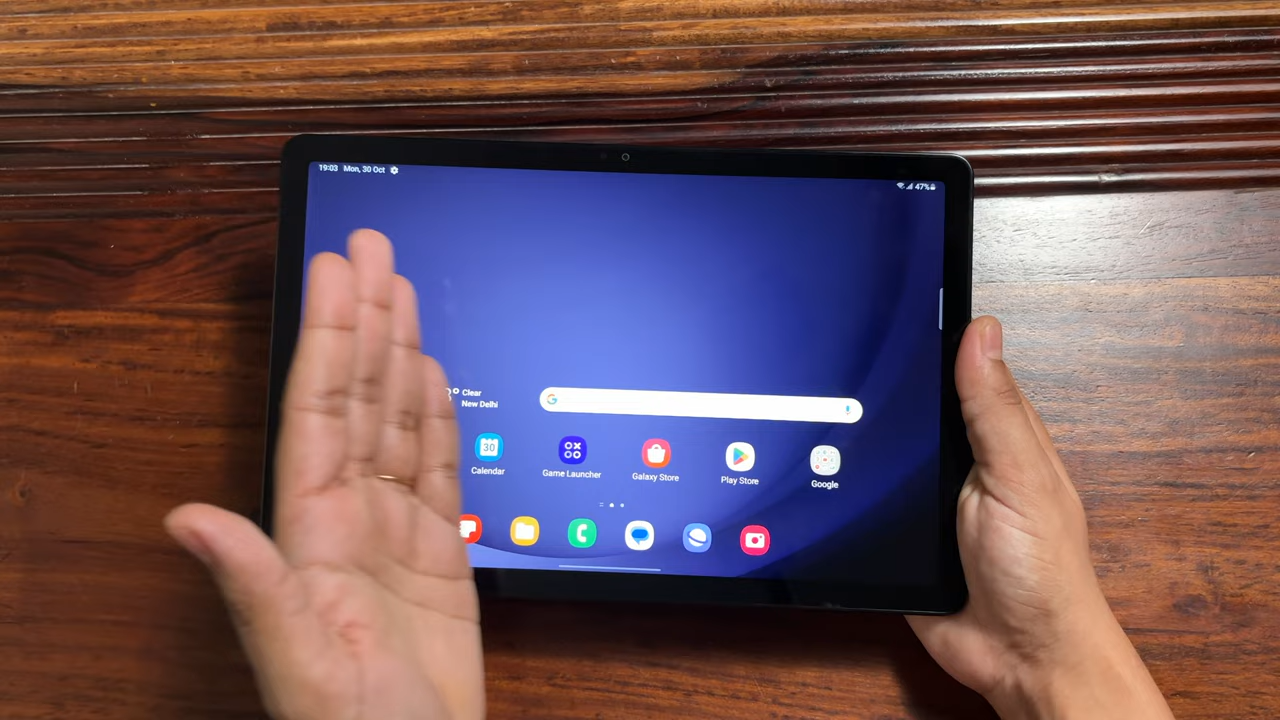 19:03 Mon, 30 Oct
47%
Clear
New Delhi
G
30
Calendar
Game Launcher
Galaxy Store
Play Store
Google